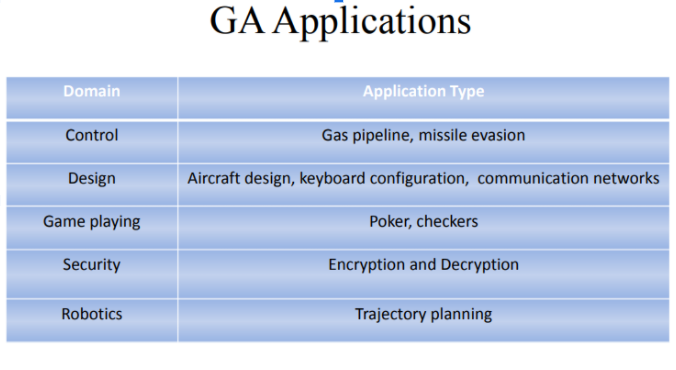 GA Applications
Domain Application Type
Control Gas pipeline, missile evasion
Design Aircraft design, keyboard configuration, communication networks
Game playing Poker, checkers
Security Encryption and Decryption
Robotics Trajectory planning